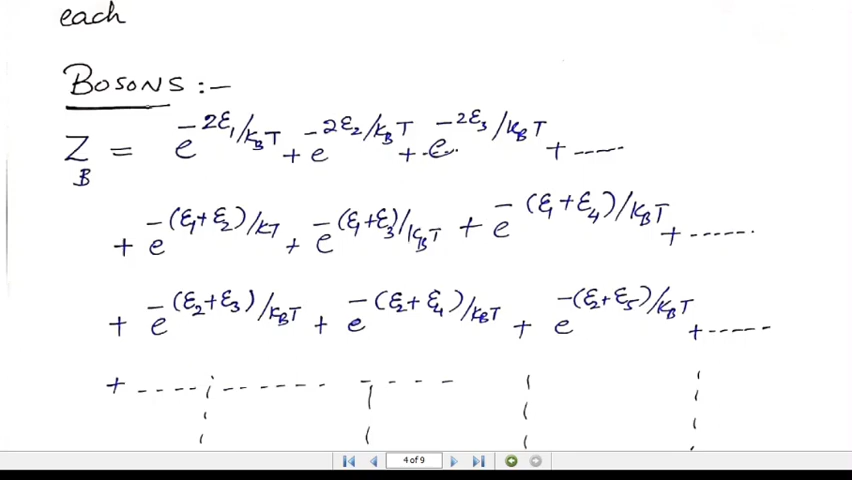 each
BOSONS :-
Z_B = e^{-2ε₁/k_BT} + e^{-2ε₂/k_BT} + e^{-2ε₃/k_BT} + -----
+ e^{-(ε₁+ε₂)/kT} + e^{-(ε₁+ε₃)/k_BT} + e^{-(ε₁+ε₄)/k_BT} + ------
+ e^{-(ε₂+ε₃)/k_BT} + e^{-(ε₂+ε₄)/k_BT} + e^{-(ε₂+ε₅)/k_BT} + ------
+ ---- ------ - - - -
4 of 9